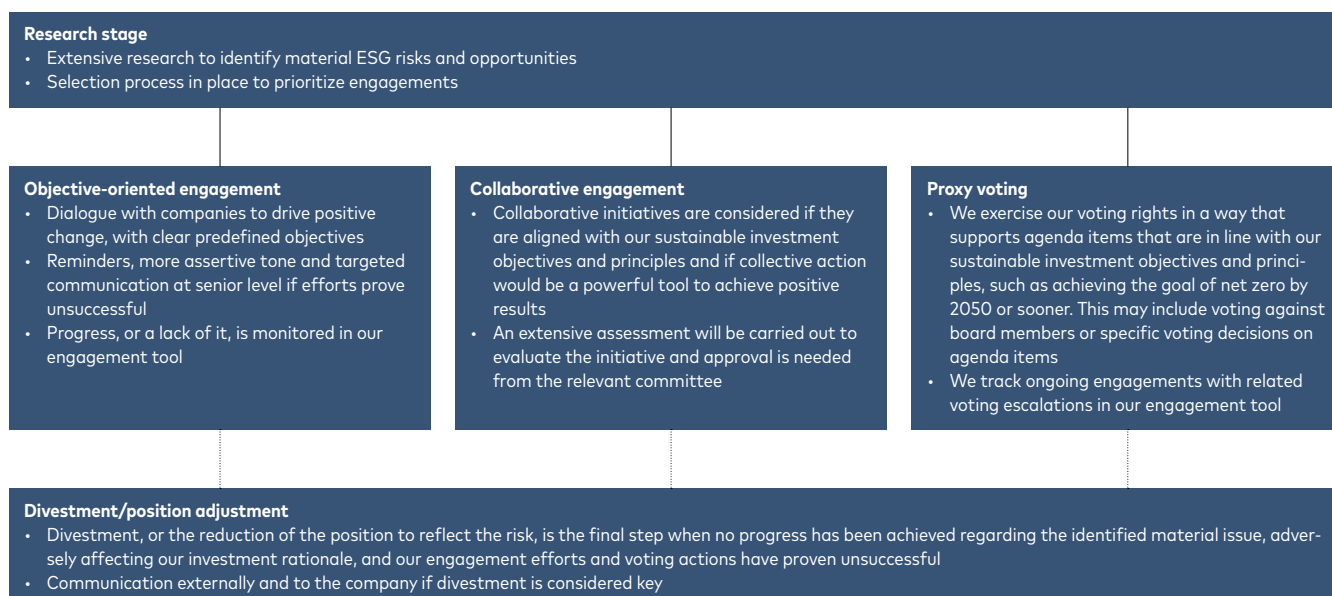 Research stage
• Extensive research to identify material ESG risks and opportunities
• Selection process in place to prioritize engagements
Objective-oriented engagement
• Dialogue with companies to drive positive
change, with clear predefined objectives
• Reminders, more assertive tone and targeted
communication at senior level if efforts prove
unsuccessful
• Progress, or a lack of it, is monitored in our
engagement tool
Collaborative engagement
• Collaborative initiatives are considered if they
are aligned with our sustainable investment
objectives and principles and if collective action
would be a powerful tool to achieve positive
results
• An extensive assessment will be carried out to
evaluate the initiative and approval is needed
from the relevant committee
Proxy voting
• We exercise our voting rights in a way that
supports agenda items that are in line with our
sustainable investment objectives and princi-
ples, such as achieving the goal of net zero by
2050 or sooner. This may include voting against
board members or specific voting decisions on
agenda items
• We track ongoing engagements with related
voting escalations in our engagement tool
Divestment/position adjustment
• Divestment, or the reduction of the position to reflect the risk, is the final step when no progress has been achieved regarding the identified material issue, adver-
sely affecting our investment rationale, and our engagement efforts and voting actions have proven unsuccessful
• Communication externally and to the company if divestment is considered key